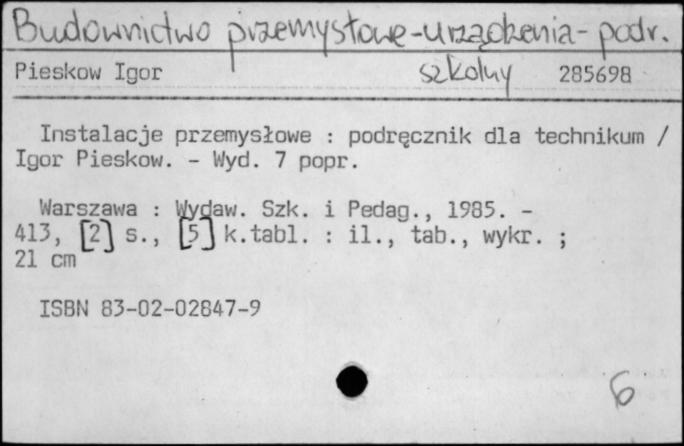 Budownictwo przemysłowe-urządzenia-podr.
Pieskow Igor szkolny 285698
Instalacje przemysłowe : podręcznik dla technikum /
Igor Pieskow. - Wyd. 7 popr.
Warszawa : Wydaw. Szk. i Pedag., 1985. -
413, [2] s., [5] k.tabl. : il., tab., wykr. ;
21 cm
ISBN 83-02-02847-9
6